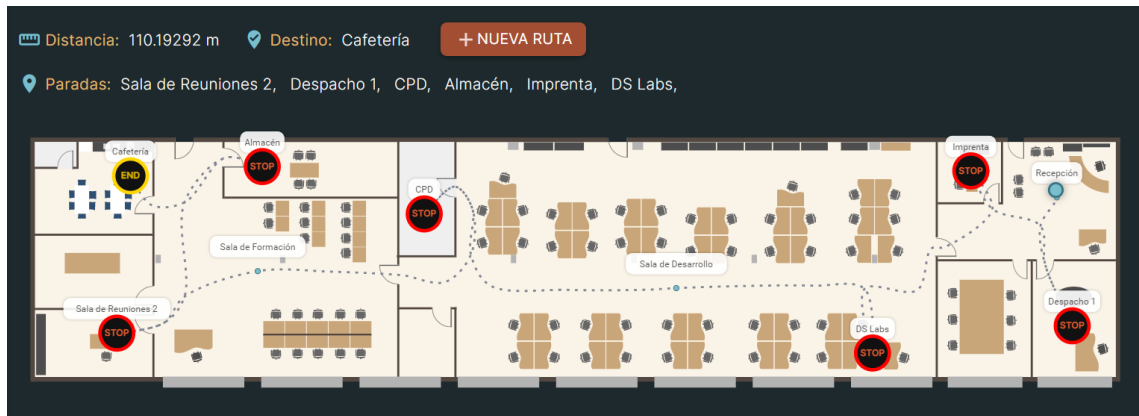 Distancia: 110.19292 m Destino: Cafetería + NUEVA RUTA
Paradas: Sala de Reuniones 2, Despacho 1, CPD, Almacén, Imprenta, DS Labs,
Almacén
Imprenta
Cafetería
STOP
STOP
END
Recepción
CPD
STOP
Sala de Formación
Sala de Desarrollo
Sala de Reuniones 2
STOP
Despacho 1
STOP
DS Labs
STOP